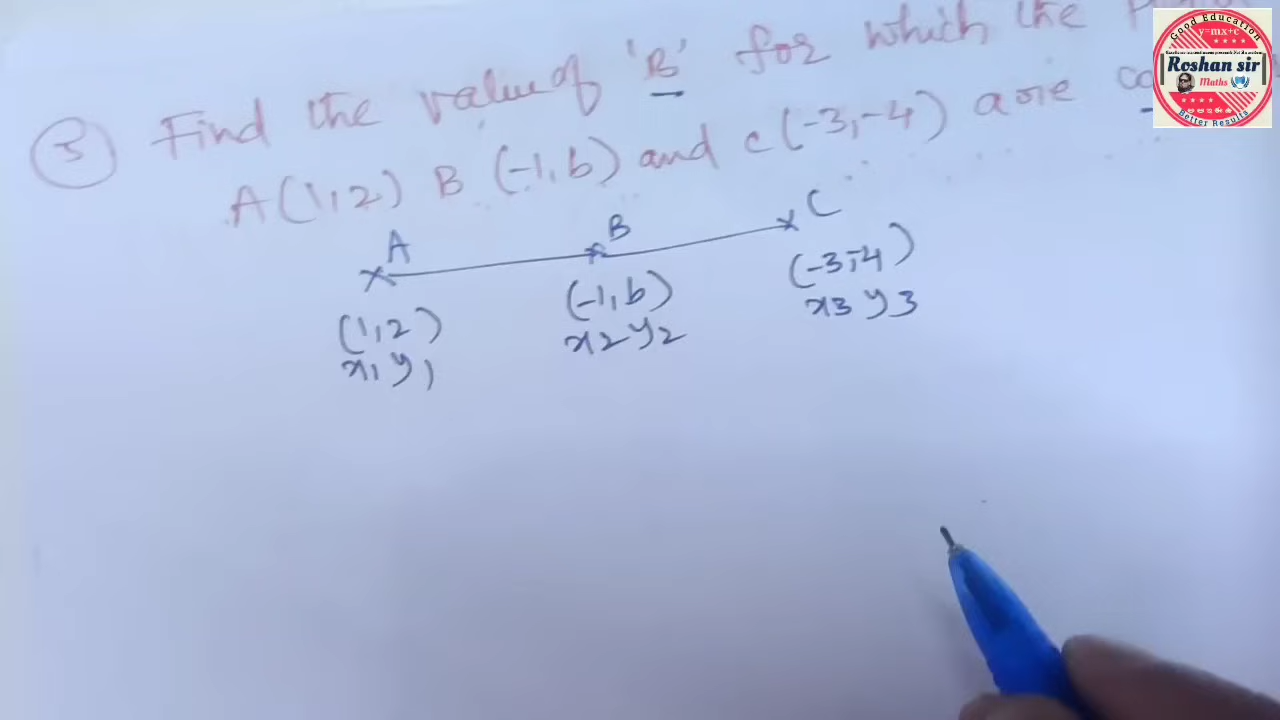 ③ Find the value of 'B' for which the
A(1,2) B (-1,b) and C(-3,-4) are
A B C
(1,2) (-1,b) (-3,-4)
x1 y1 x2 y2 x3 y3
Good Education
y=mx+c
Roshan sir
Maths
Better Results